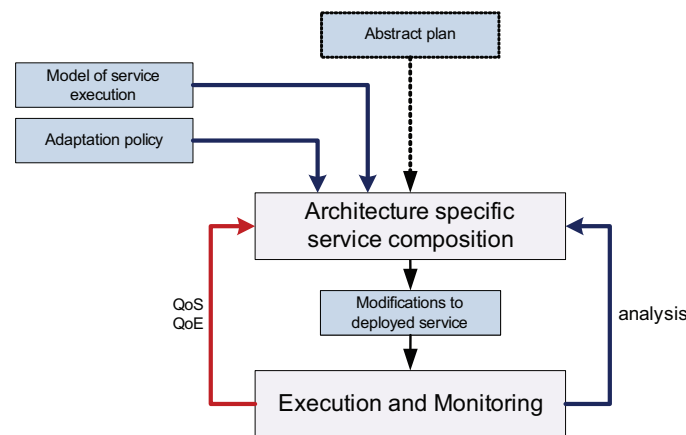 Abstract plan
Model of service
execution
Adaptation policy
Architecture specific
service composition
QoS
QoE
Modifications to
deployed service
analysis
Execution and Monitoring